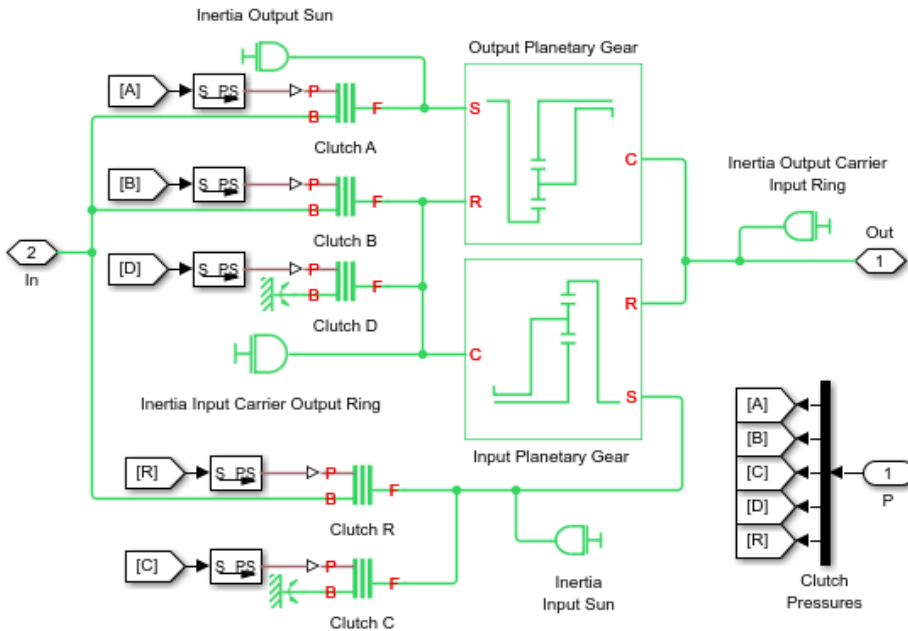 Inertia Output Sun
Output Planetary Gear
[A]
S PS
P
B
F
Clutch A
S
C
R
[B]
S PS
P
B
F
Clutch B
Inertia Output Carrier
Input Ring
2
In
[D]
S PS
P
B
F
Clutch D
Out
1
C
R
S
Inertia Input Carrier Output Ring
Input Planetary Gear
[R]
S PS
P
B
F
Clutch R
[C]
S PS
P
B
F
Clutch C
Inertia
Input Sun
[A]
[B]
[C]
[D]
[R]
1
P
Clutch
Pressures